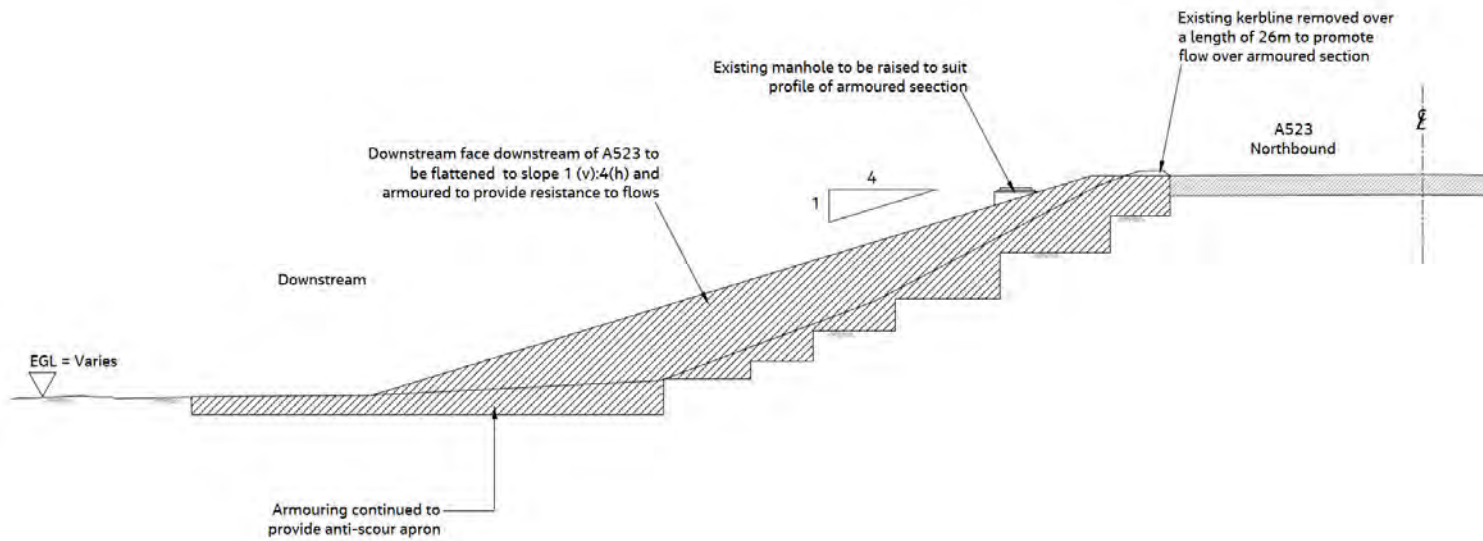 Existing kerbline removed over
a length of 26m to promote
flow over armoured section
Existing manhole to be raised to suit
profile of armoured seection
A523
Northbound
Downstream face downstream of A523 to
be flattened to slope 1 (v):4(h) and
armoured to provide resistance to flows
4
1
Downstream
EGL = Varies
Armouring continued to
provide anti-scour apron